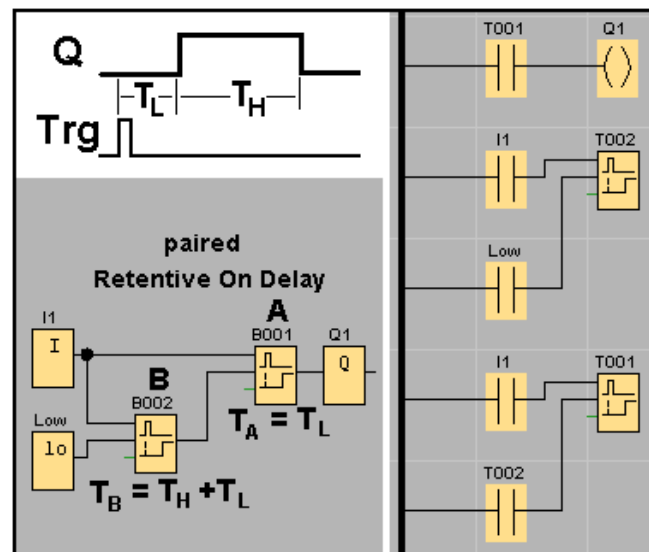 Q
T_L T_H
Trg
paired
Retentive On Delay
A
I1 B001 Q1
I Q
B
B002
T_A = T_L
Low
lo
T_B = T_H + T_L
T001 Q1
I1 T002
Low
I1 T001
T002